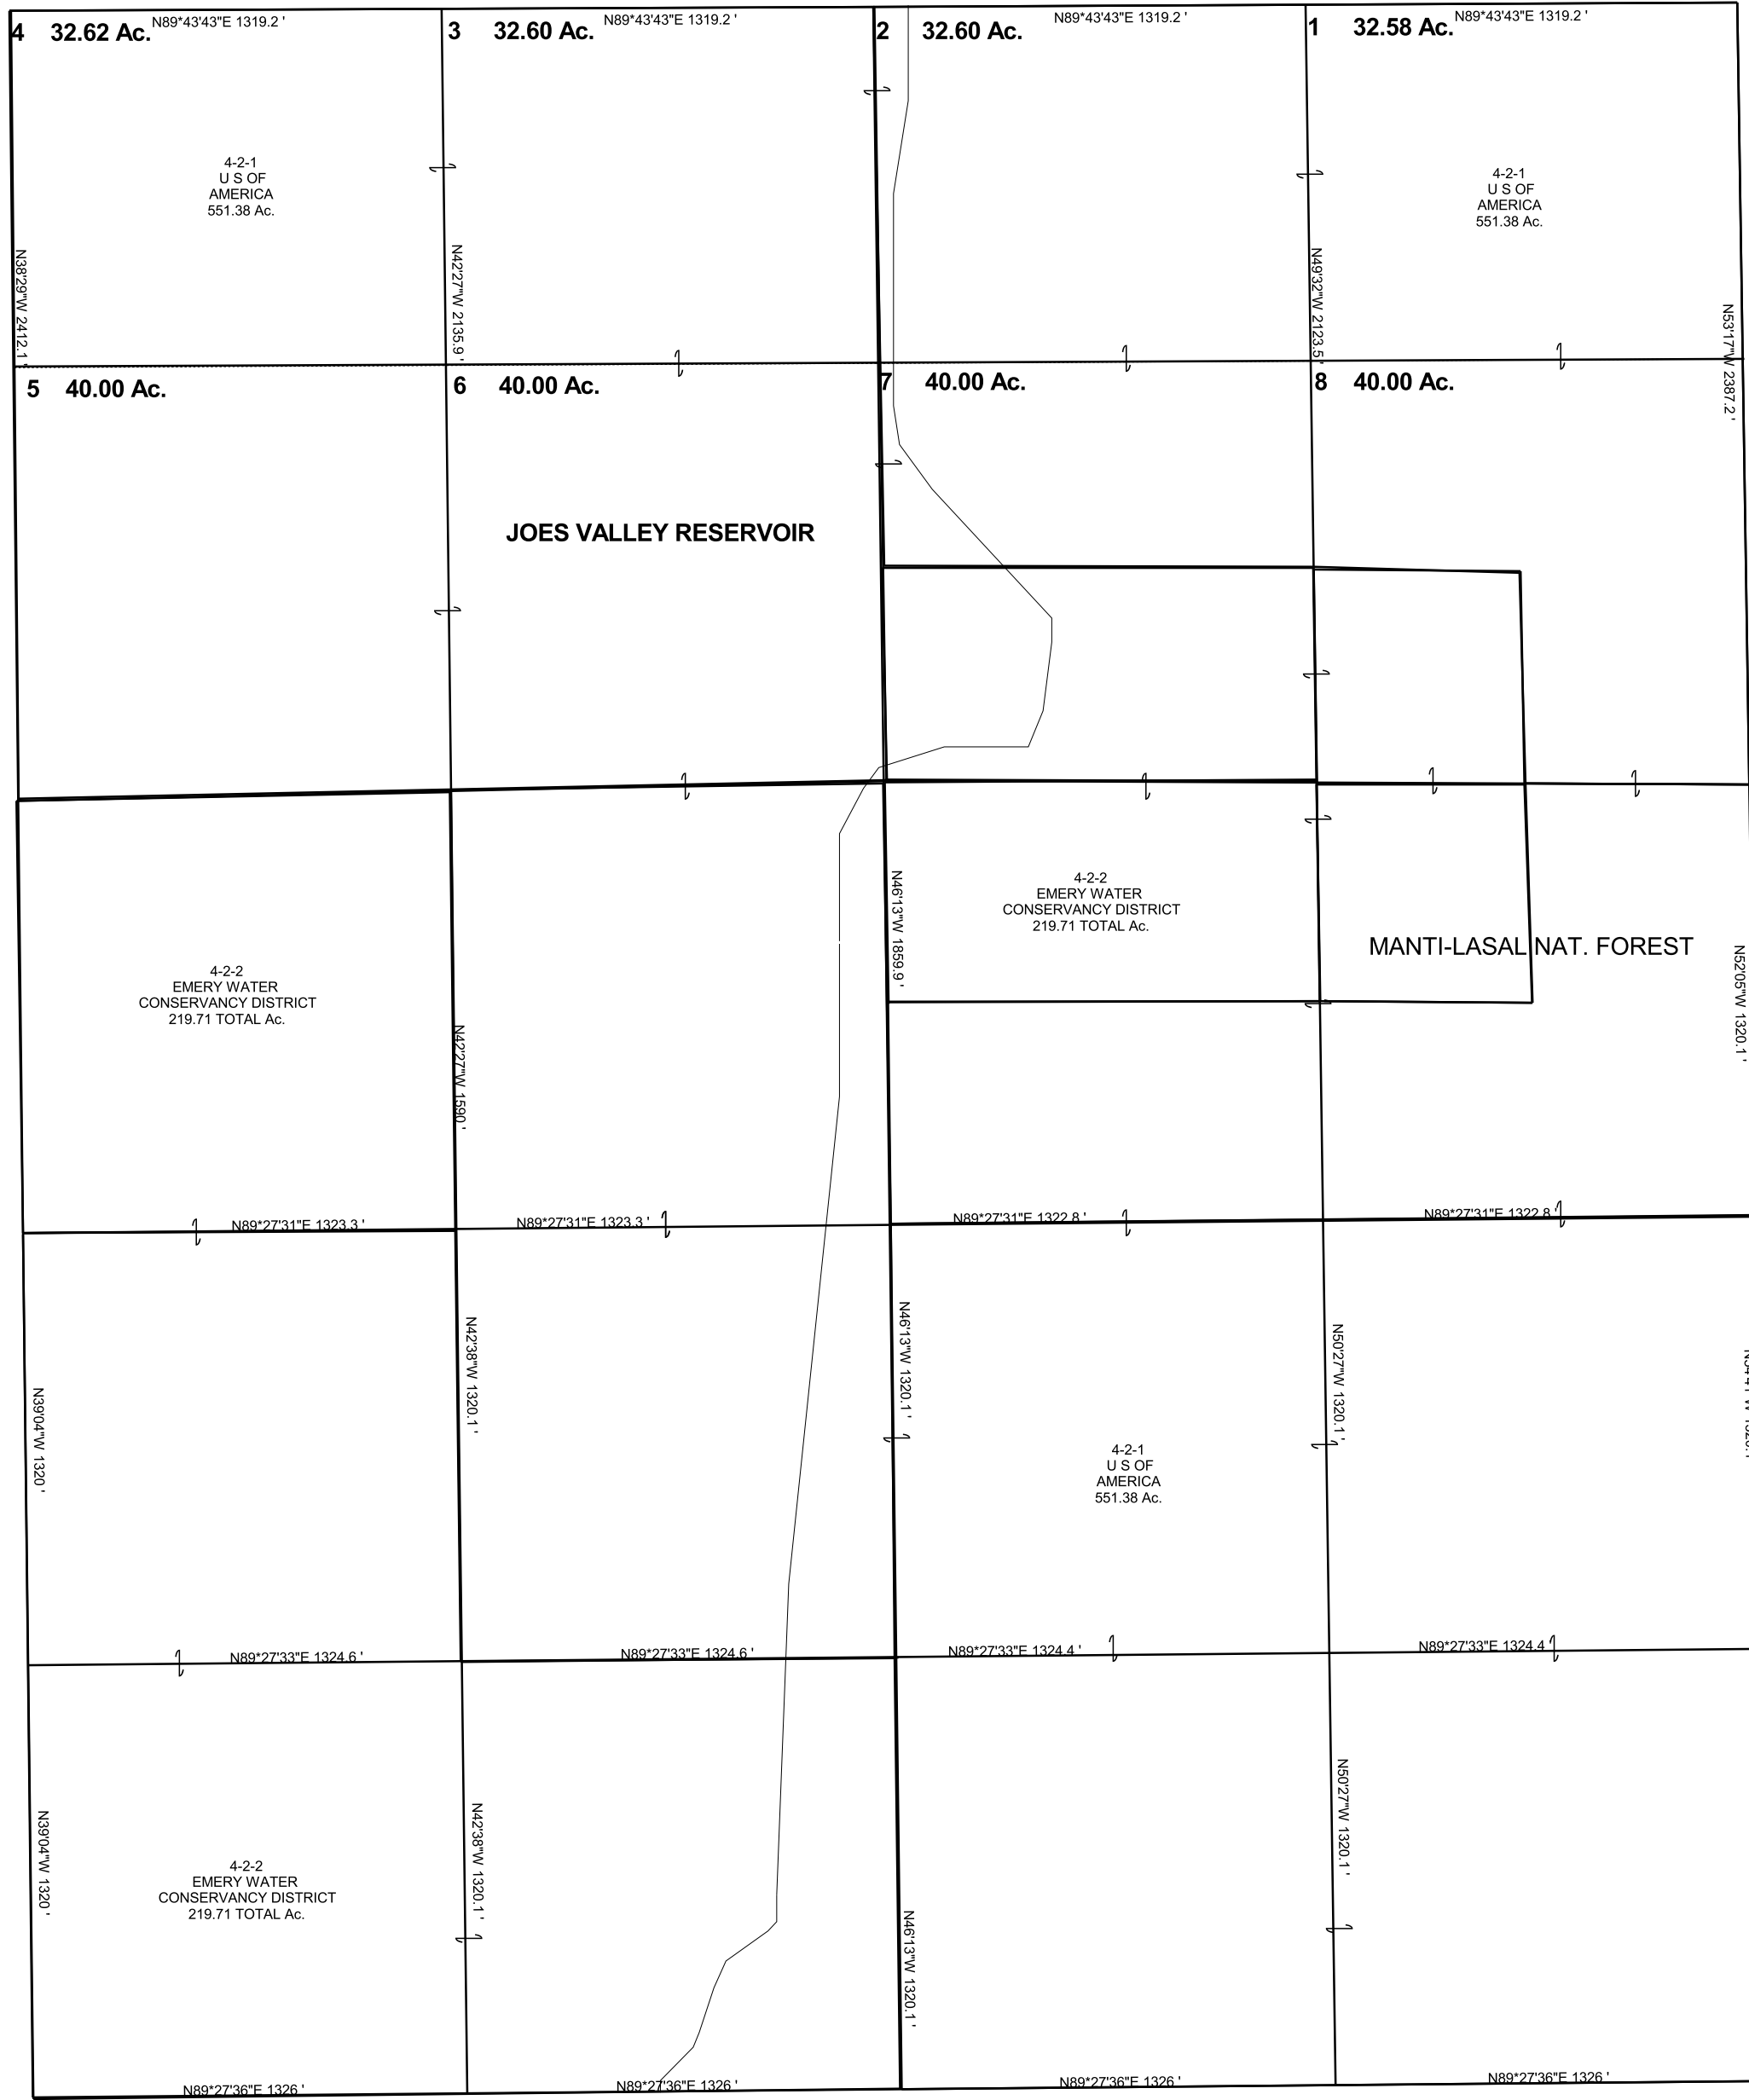 4 32.62 Ac. N89*43'43"E 1319.2 '
3 32.60 Ac. N89*43'43"E 1319.2 '
2 32.60 Ac. N89*43'43"E 1319.2 '
1 32.58 Ac. N89*43'43"E 1319.2 '
4-2-1
U S OF
AMERICA
551.38 Ac.
4-2-1
U S OF
AMERICA
551.38 Ac.
N38'29"W 2412.1 '
N42'27"W 2135.9 '
N49'32"W 2123.5 '
N53'17"W 2387.2 '
5 40.00 Ac.
6 40.00 Ac.
7 40.00 Ac.
8 40.00 Ac.
JOES VALLEY RESERVOIR
4-2-2
EMERY WATER
CONSERVANCY DISTRICT
219.71 TOTAL Ac.
N46'13"W 1859.9 '
MANTI-LASAL NAT. FOREST
N52'05"W 1320.1 '
4-2-2
EMERY WATER
CONSERVANCY DISTRICT
219.71 TOTAL Ac.
N42'27"W 1590 '
N89*27'31"E 1323.3 '
N89*27'31"E 1323.3 '
N89*27'31"E 1322.8 '
N89*27'31"E 1322.8 '
N39'04"W 1320 '
N42'38"W 1320.1 '
N46'13"W 1320.1 '
N50'27"W 1320.1 '
4-2-1
U S OF
AMERICA
551.38 Ac.
N89*27'33"E 1324.6 '
N89*27'33"E 1324.6 '
N89*27'33"E 1324.4 '
N89*27'33"E 1324.4 '
N39'04"W 1320 '
N42'38"W 1320.1 '
N46'13"W 1320.1 '
N50'27"W 1320.1 '
4-2-2
EMERY WATER
CONSERVANCY DISTRICT
219.71 TOTAL Ac.
N89*27'36"E 1326 '
N89*27'36"E 1326 '
N89*27'36"E 1326 '
N89*27'36"E 1326 '